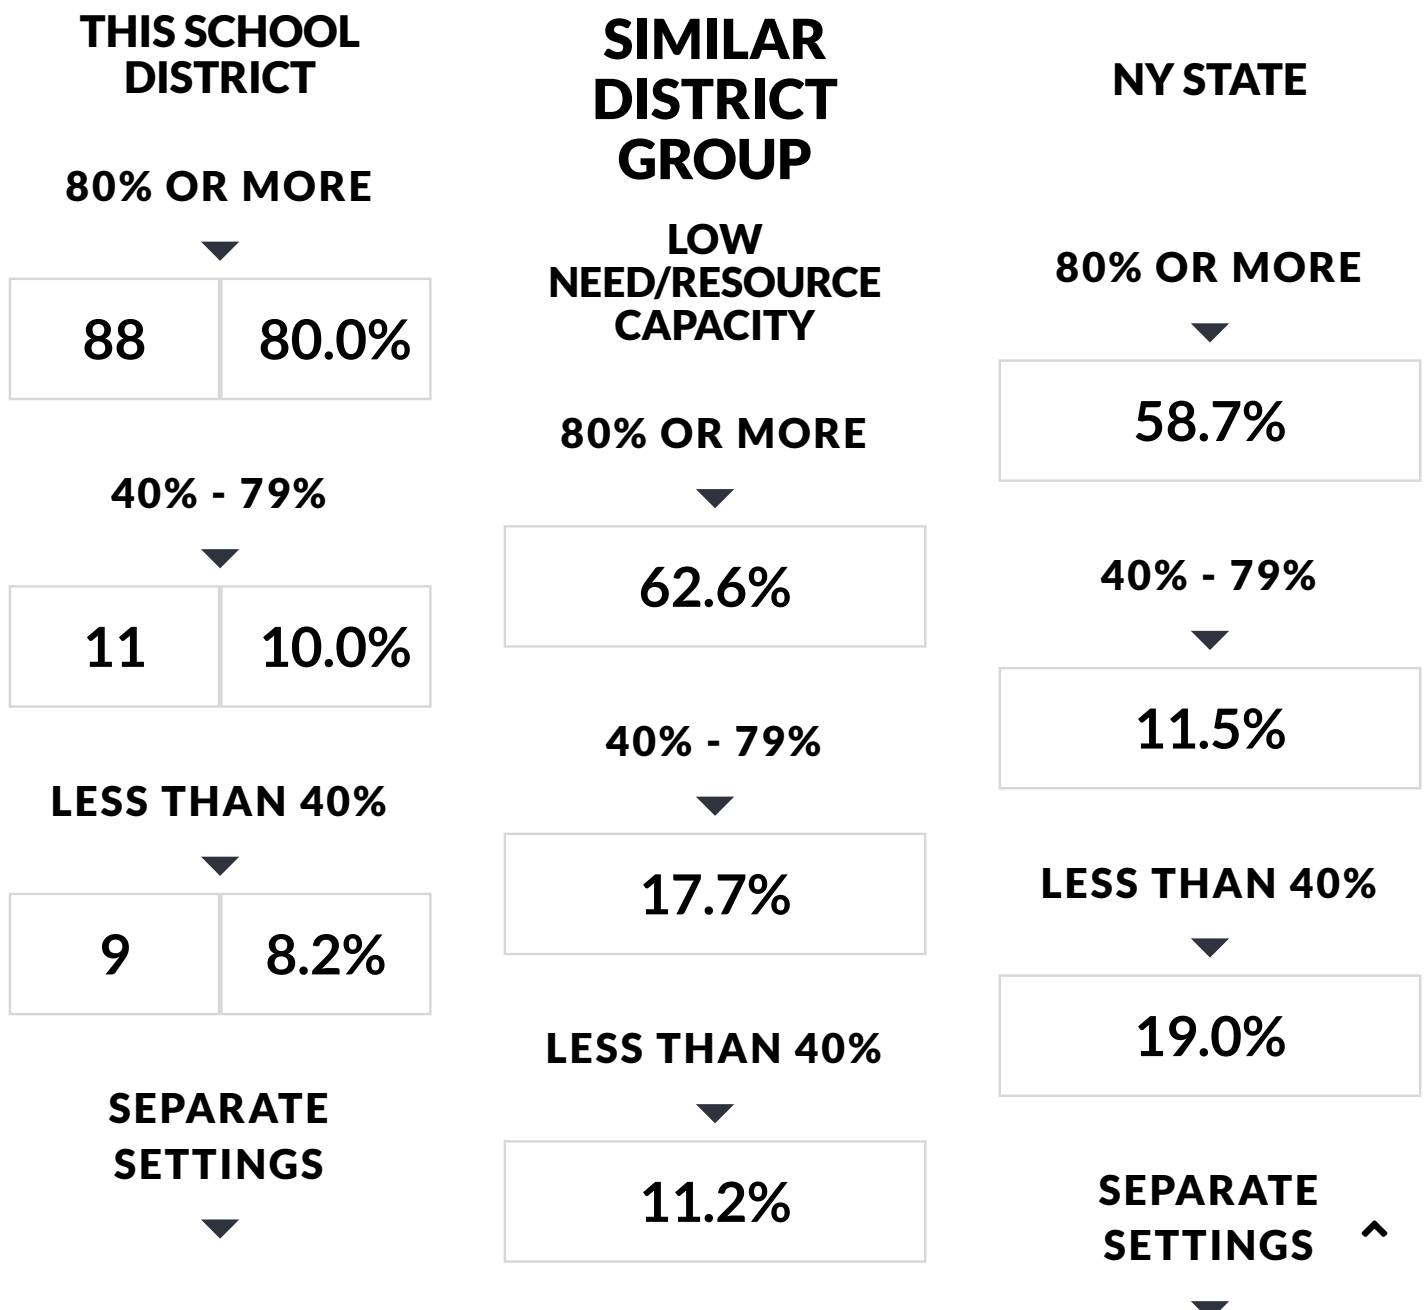 THIS SCHOOL
DISTRICT
80% OR MORE
88 80.0%
40% - 79%
11 10.0%
LESS THAN 40%
9 8.2%
SEPARATE
SETTINGS
SIMILAR
DISTRICT
GROUP
LOW
NEED/RESOURCE
CAPACITY
80% OR MORE
62.6%
40% - 79%
17.7%
LESS THAN 40%
11.2%
NY STATE
80% OR MORE
58.7%
40% - 79%
11.5%
LESS THAN 40%
19.0%
SEPARATE
SETTINGS